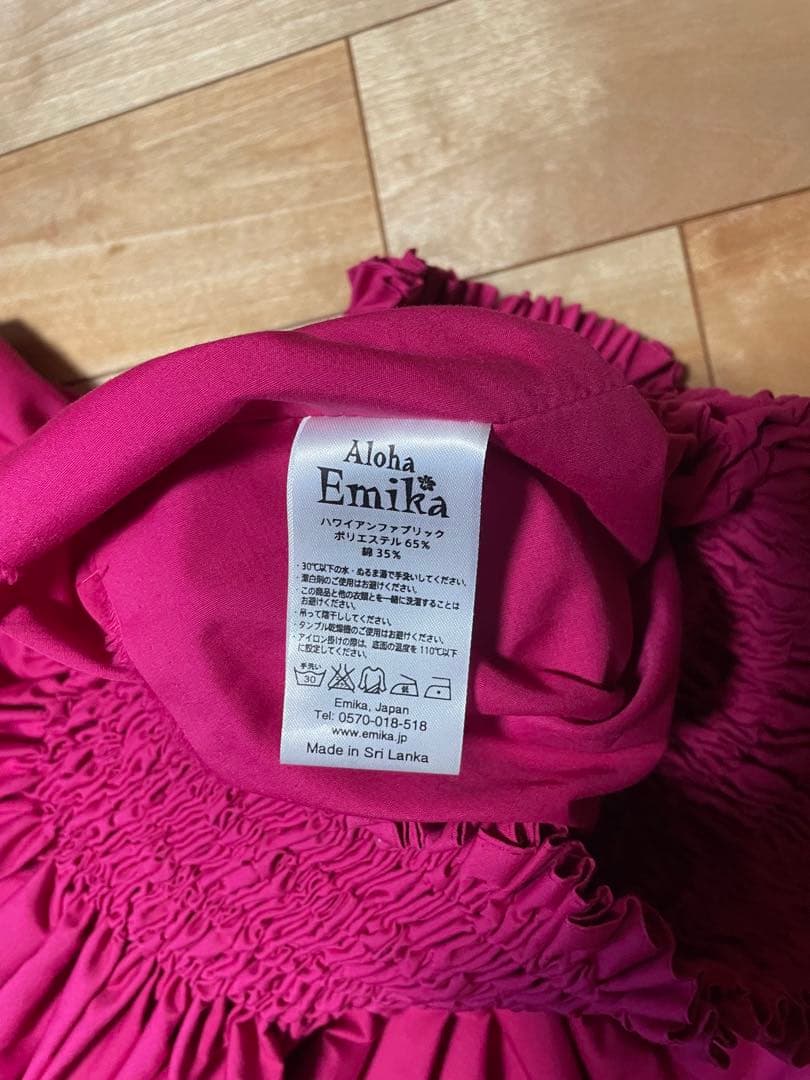 Aloha
Emika
ハワイアンファブリック
ポリエステル 65%
綿 35%
・30℃以下の水・ぬるま湯で手洗いしてください。
・漂白剤のご使用はお避けください。
・この商品と他の衣類とを一緒に洗濯することは
お避けください。
・吊って陰干ししてください。
・タンブル乾燥機のご使用はお避けください。
・アイロン掛けの際は、底面の温度を 110℃以下
に設定してください。
手洗い
30
低
Emika, Japan
Tel: 0570-018-518
www.emika.jp
Made in Sri Lanka